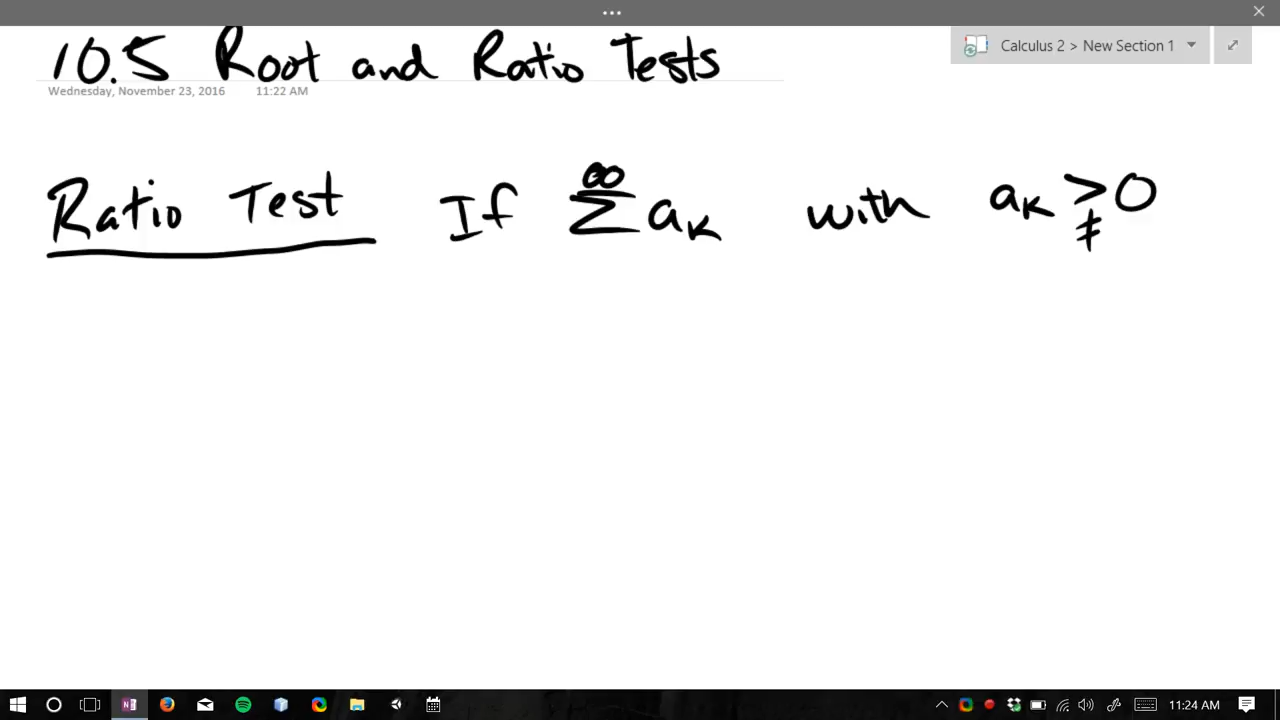 ...
Calculus 2 > New Section 1
10.5 Root and Ratio Tests
Wednesday, November 23, 2016 11:22 AM
Ratio Test If ∞∑ aₖ with aₖ > 0
≠
11:24 AM